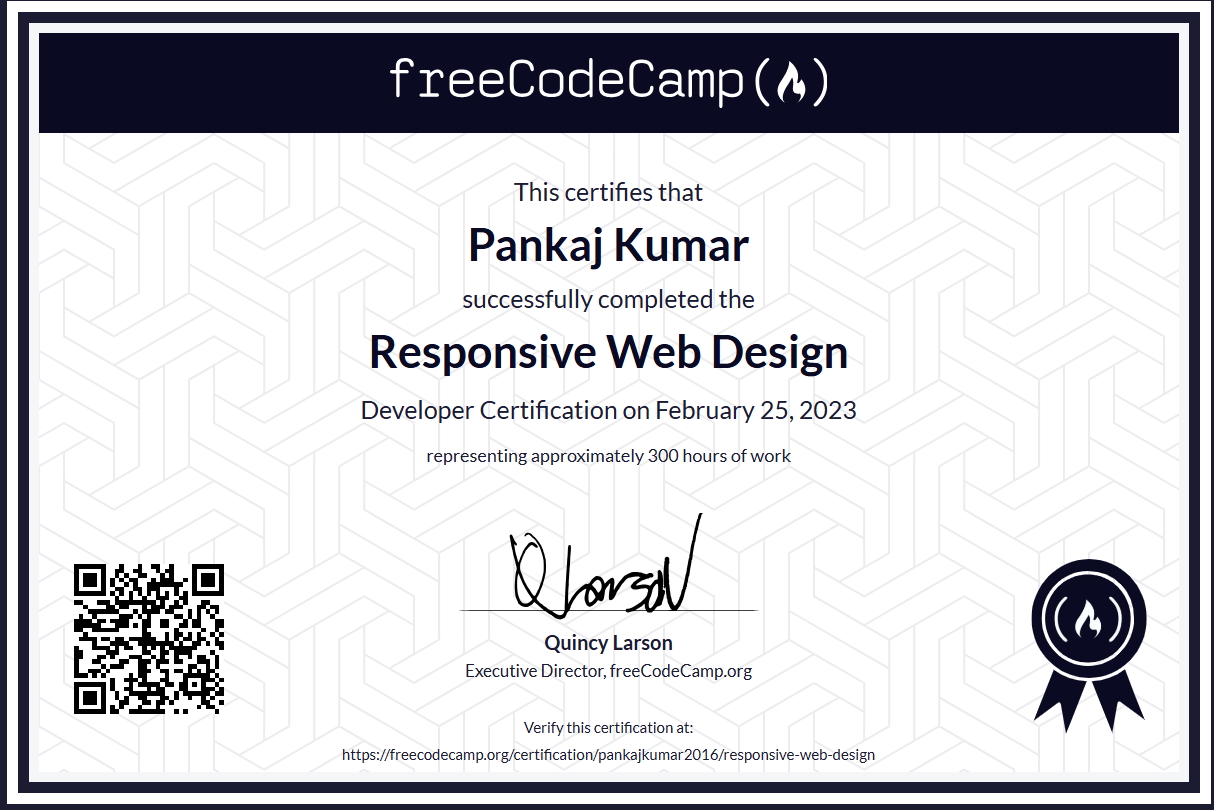 freeCodeCamp(🔥)
This certifies that
Pankaj Kumar
successfully completed the
Responsive Web Design
Developer Certification on February 25, 2023
representing approximately 300 hours of work
Q Larson
Quincy Larson
Executive Director, freeCodeCamp.org
Verify this certification at:
https://freecodecamp.org/certification/pankajkumar2016/responsive-web-design